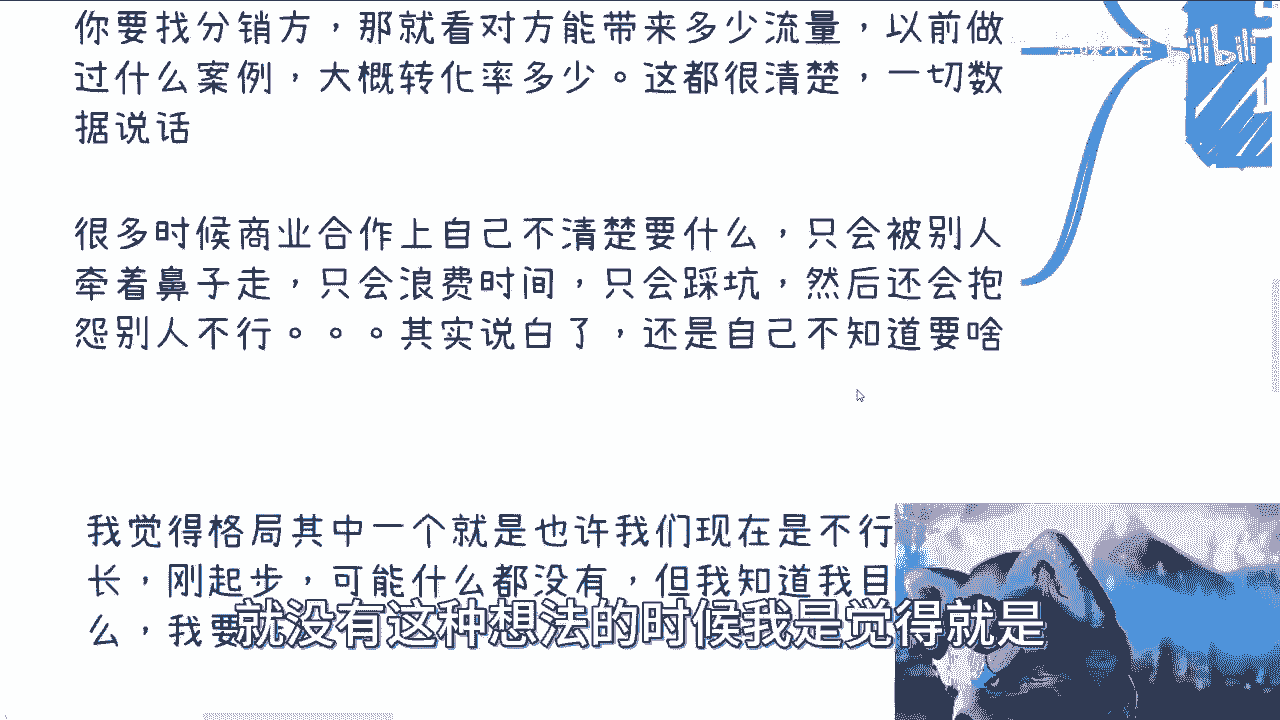 你要找分销方，那就看对方能带来多少流量，以前做
过什么案例，大概转化率多少。这都很清楚，一切数
据说话
很多时候商业合作上自己不清楚要什么，只会被别人
牵着鼻子走，只会浪费时间，只会踩坑，然后还会抱
怨别人不行。。。其实说白了，还是自己不知道要啥
我觉得格局其中一个就是也许我们现在是不行
长，刚起步，可能什么都没有，但我知道我目
么，我要
就没有这种想法的时候我是觉得就是
bilibili